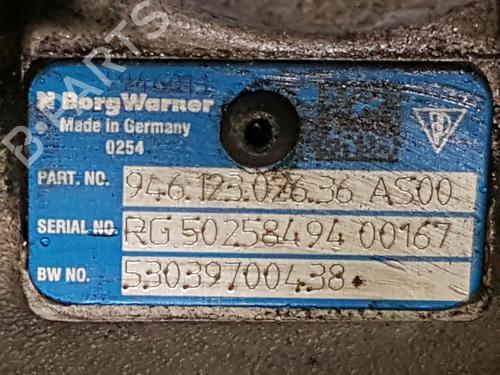 BorgWarner
Made in Germany
0254
PART. NO. 946.123.026.36 AS00
SERIAL NO. RG 50258494 00167
BW NO. 53039700438
B-PARTS